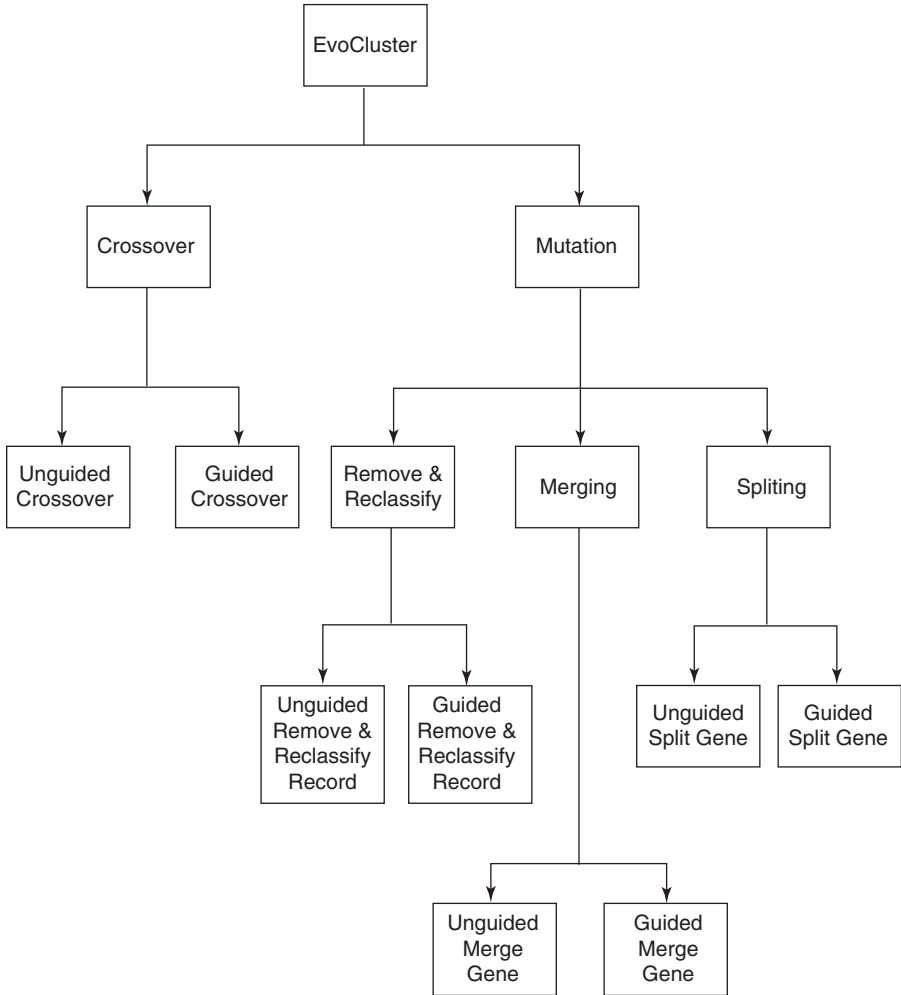 EvoCluster
Crossover
Mutation
Unguided
Crossover
Guided
Crossover
Remove &
Reclassify
Merging
Spliting
Unguided
Remove &
Reclassify
Record
Guided
Remove &
Reclassify
Record
Unguided
Split Gene
Guided
Split Gene
Unguided
Merge
Gene
Guided
Merge
Gene